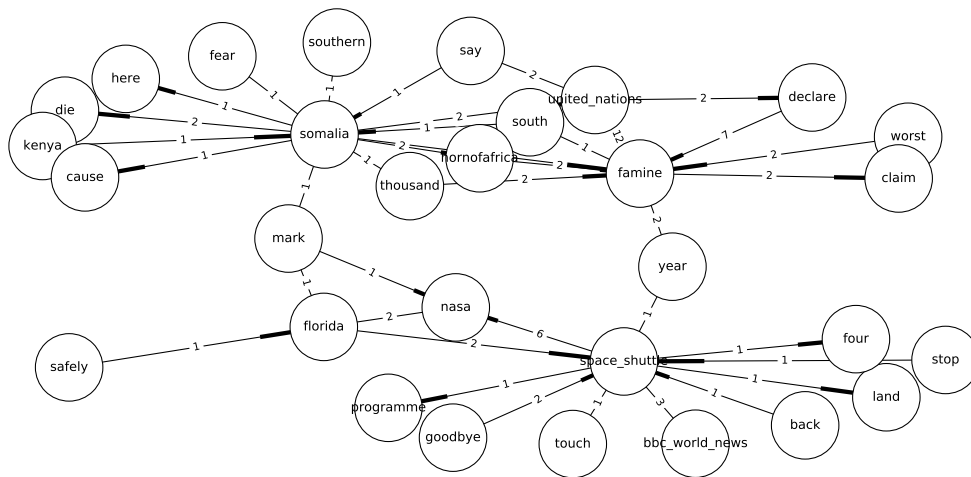 southern
say
fear
here
2
united_nations
1
declare
1
2
die
1
1
2
2
south
worst
somalia
1
12
7
kenya
1
1
2
2
hornofafrica
1
2
famine
cause
1
2
2
claim
thousand
2
1
2
mark
year
1
nasa
1
2
1
florida
6
four
2
1
safely
1
space_shuttle
1
stop
1
1
land
programme
2
1
3
1
back
goodbye
touch
bbc_world_news